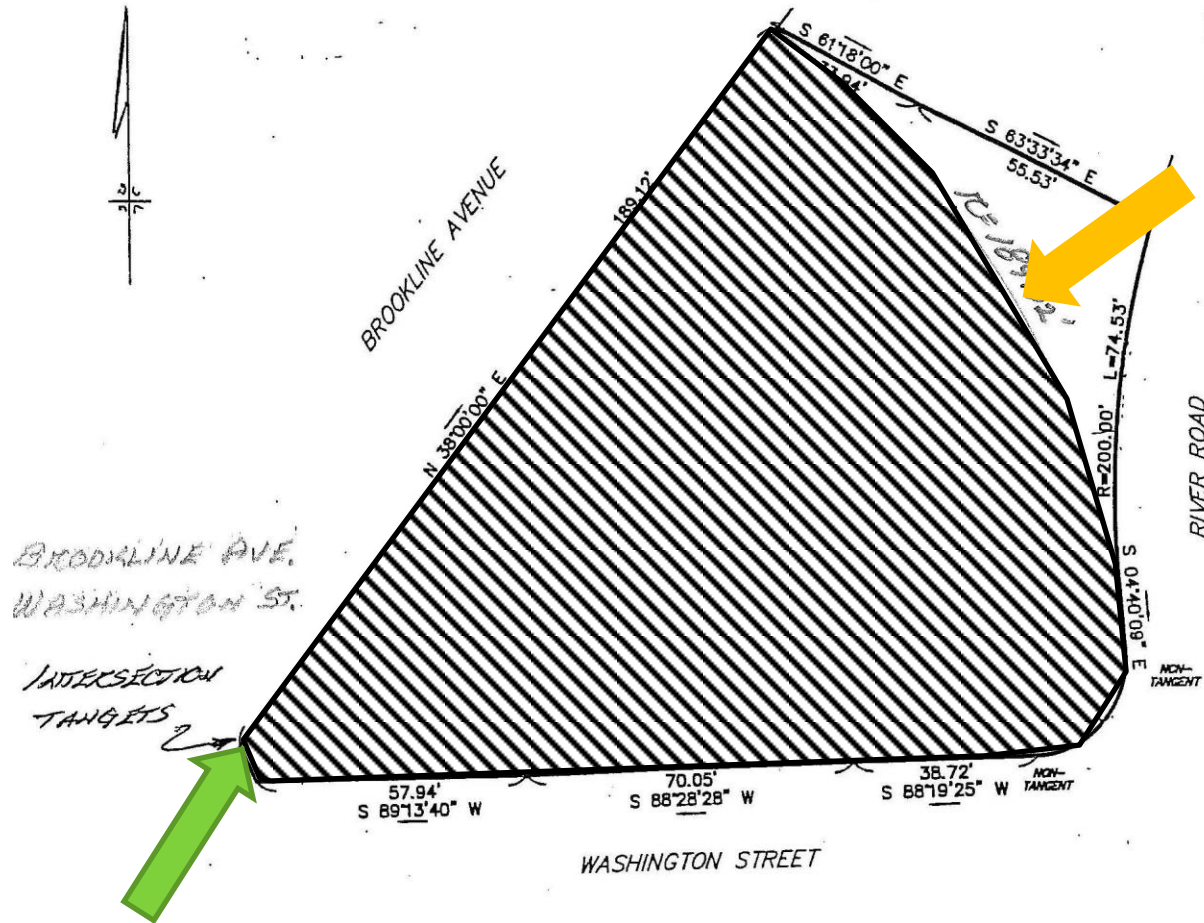 S 61°18'00" E
S 63°33'34" E
55.53'
189.12'
BROOKLINE AVENUE
N 38°00'00" E
L=74.53'
R=200.00'
RIVER ROAD
S 04°40'09" E
BROOKLINE AVE.
WASHINGTON ST.
INTERSECTION
TANGETS
NON-
TANGENT
57.94'
S 89°13'40" W
70.05'
S 88°28'28" W
38.72'
S 88°19'25" W
NON-
TANGENT
WASHINGTON STREET